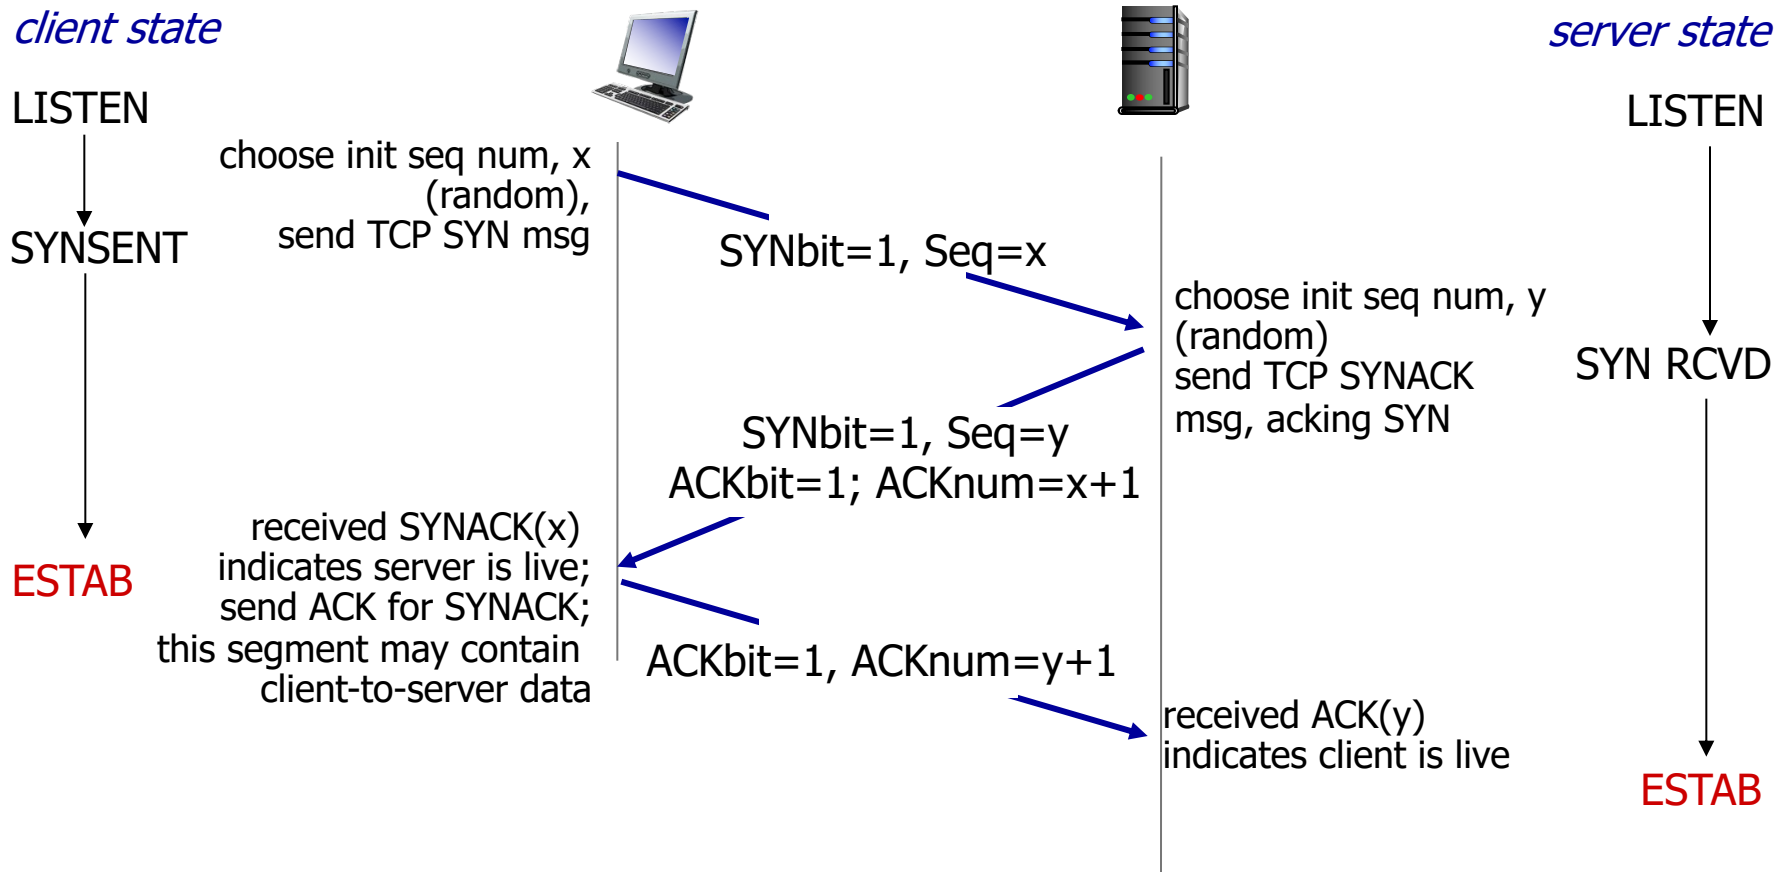 client state
server state
LISTEN
LISTEN
choose init seq num, x
(random),
send TCP SYN msg
SYNSENT
SYNbit=1, Seq=x
choose init seq num, y
(random)
send TCP SYNACK
msg, acking SYN
SYN RCVD
SYNbit=1, Seq=y
ACKbit=1; ACKnum=x+1
received SYNACK(x)
indicates server is live;
send ACK for SYNACK;
this segment may contain
client-to-server data
ESTAB
ACKbit=1, ACKnum=y+1
received ACK(y)
indicates client is live
ESTAB